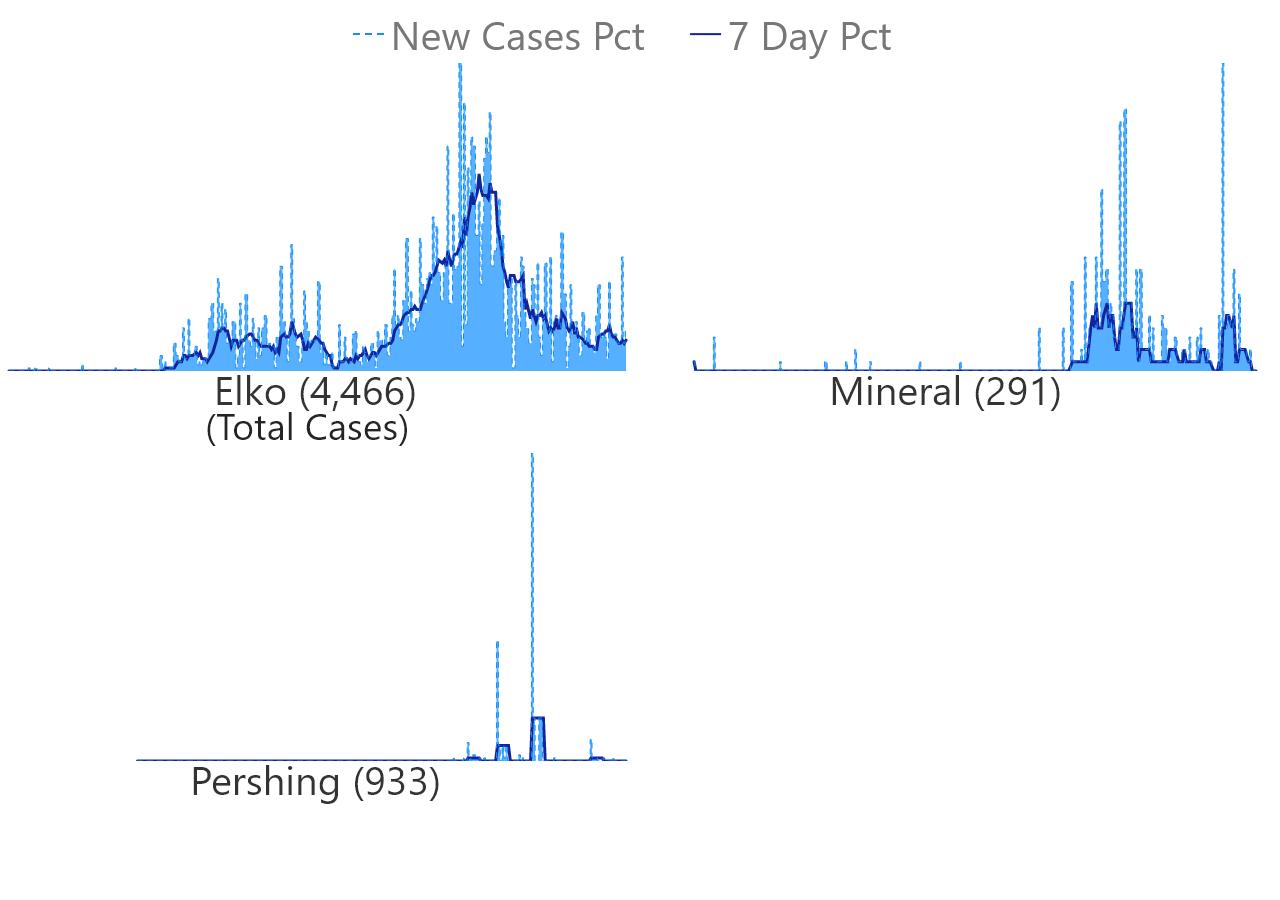 New Cases Pct 7 Day Pct
Elko (4,466)
(Total Cases)
Mineral (291)
Pershing (933)